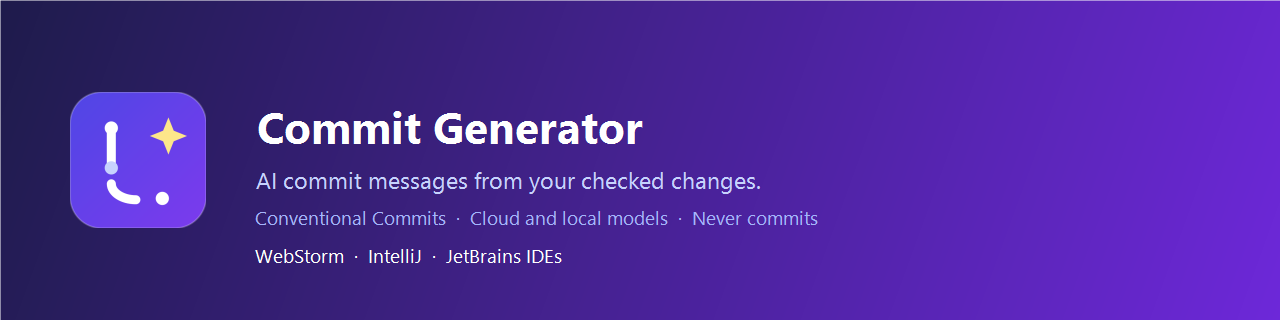 Commit Generator
AI commit messages from your checked changes.
Conventional Commits · Cloud and local models · Never commits
WebStorm · IntelliJ · JetBrains IDEs